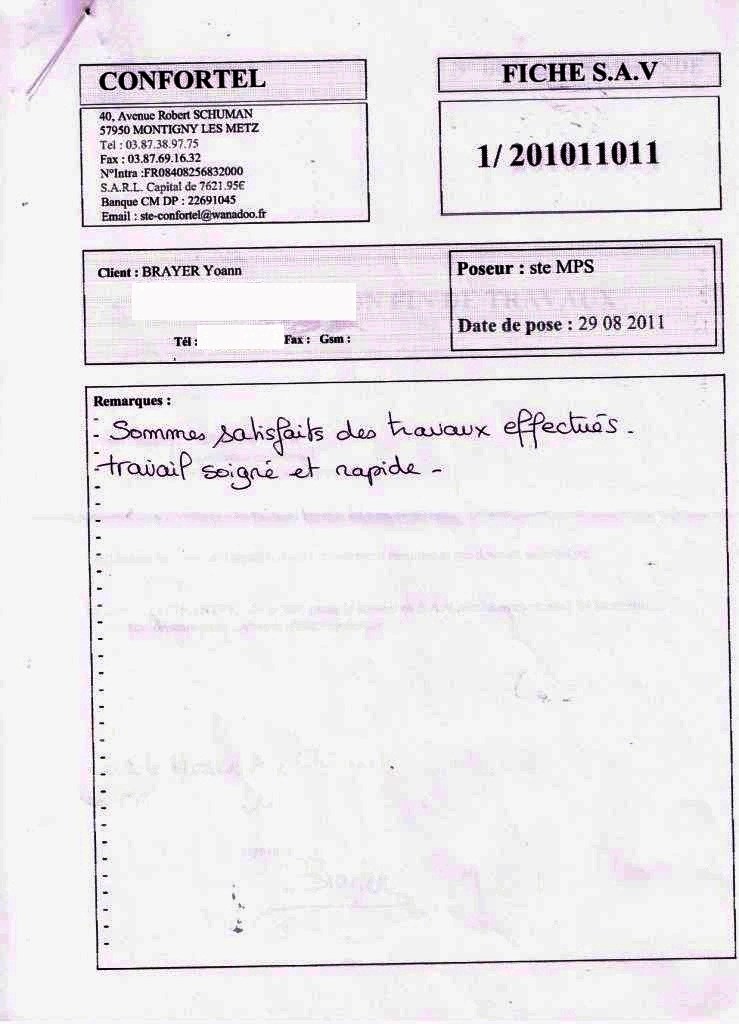 CONFORTEL
40, Avenue Robert SCHUMAN
57950 MONTIGNY LES METZ
Tel : 03.87.38.97.75
Fax : 03.87.69.16.32
N°Intra :FR08408256832000
S.A.R.L. Capital de 7621.95€
Banque CM DP : 22691045
Email : ste-confortel@wanadoo.fr
FICHE S.A.V
1/ 201011011
Client : BRAYER Yoann
Tél : Fax : Gsm :
Poseur : ste MPS
Date de pose : 29 08 2011
Remarques :
- Sommes satisfaits des travaux effectués -
- travail soigné et rapide -